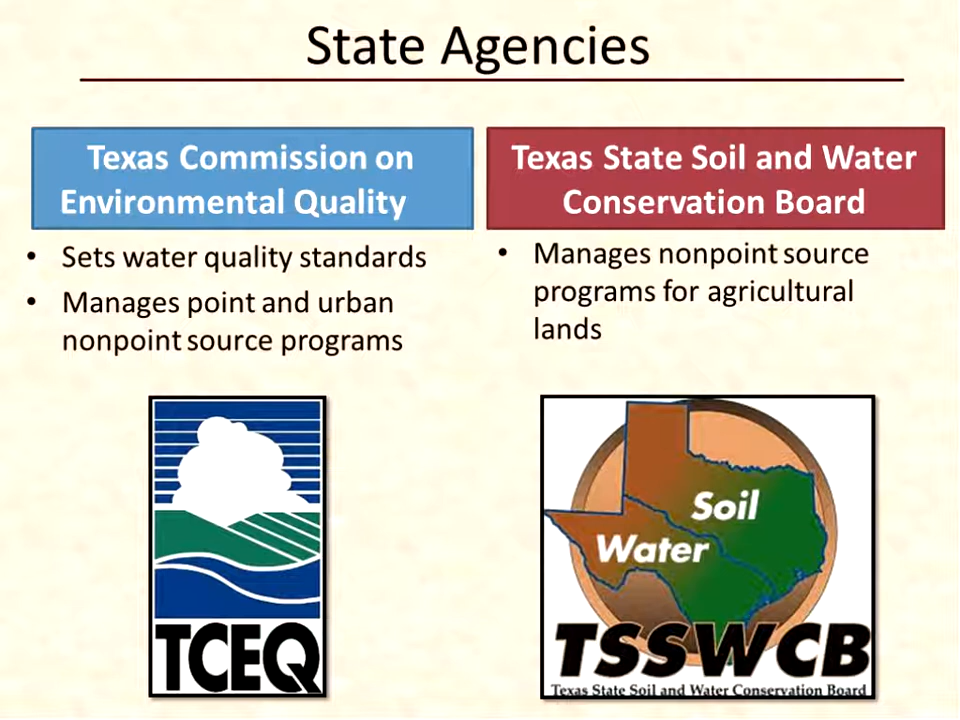 State Agencies
Texas Commission on
Environmental Quality
• Sets water quality standards
• Manages point and urban
nonpoint source programs
TCEQ
Texas State Soil and Water
Conservation Board
• Manages nonpoint source
programs for agricultural
lands
Soil
Water
TSSWCB
Texas State Soil and Water Conservation Board